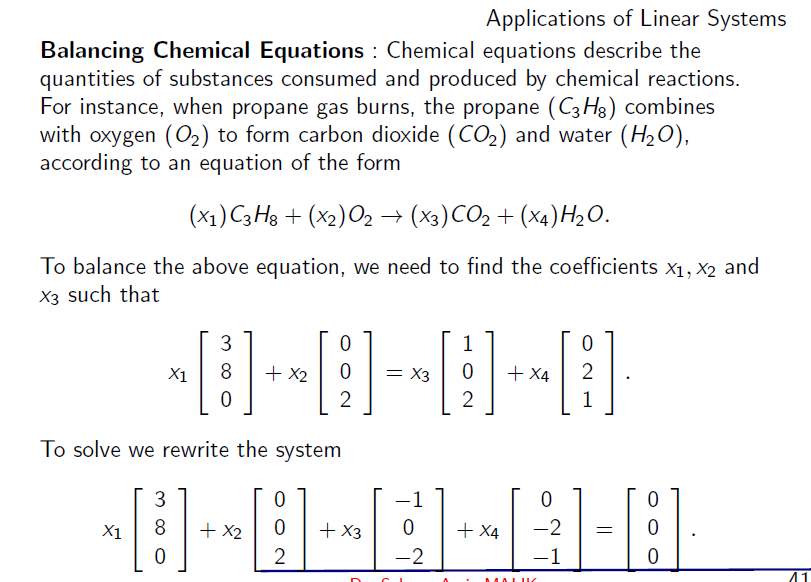 Applications of Linear Systems
Balancing Chemical Equations : Chemical equations describe the
quantities of substances consumed and produced by chemical reactions.
For instance, when propane gas burns, the propane (C₃H₈) combines
with oxygen (O₂) to form carbon dioxide (CO₂) and water (H₂O),
according to an equation of the form
(x₁)C₃H₈ + (x₂)O₂ → (x₃)CO₂ + (x₄)H₂O.
To balance the above equation, we need to find the coefficients x₁, x₂ and
x₃ such that
x₁ [3 8 0] + x₂ [0 0 2] = x₃ [1 0 2] + x₄ [0 2 1] .
To solve we rewrite the system
x₁ [3 8 0] + x₂ [0 0 2] + x₃ [−1 0 −2] + x₄ [0 −2 −1] = [0 0 0] .
41